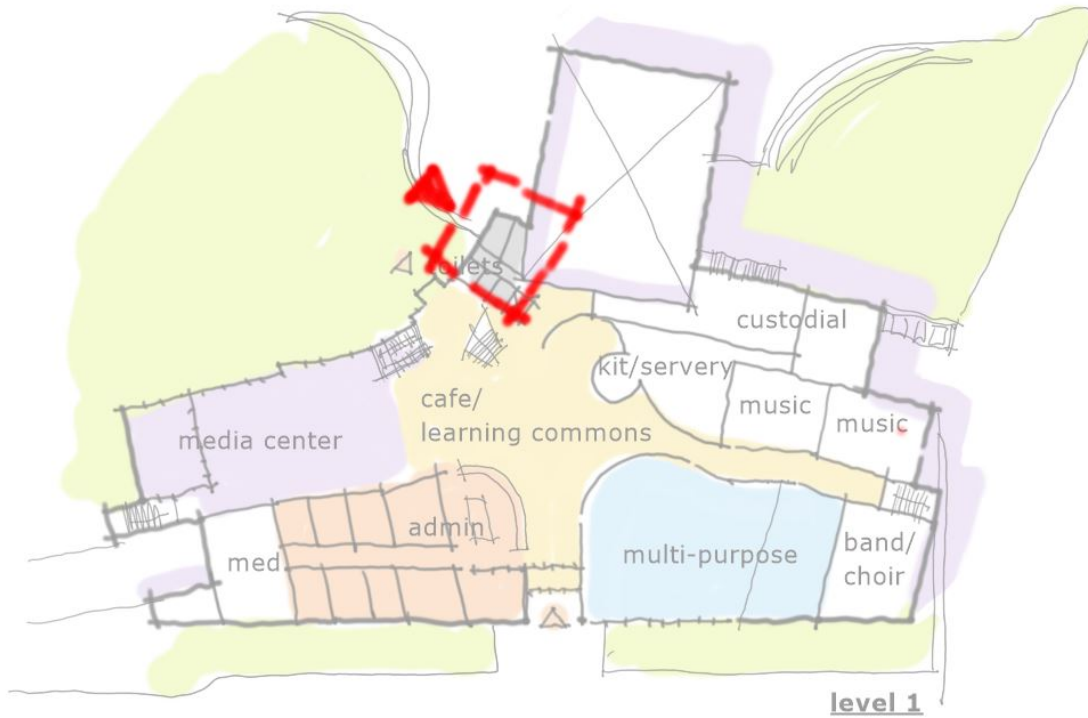 toilets
custodial
kit/servery
music
music
cafe/
learning commons
media center
admin
med
multi-purpose
band/
choir
level 1